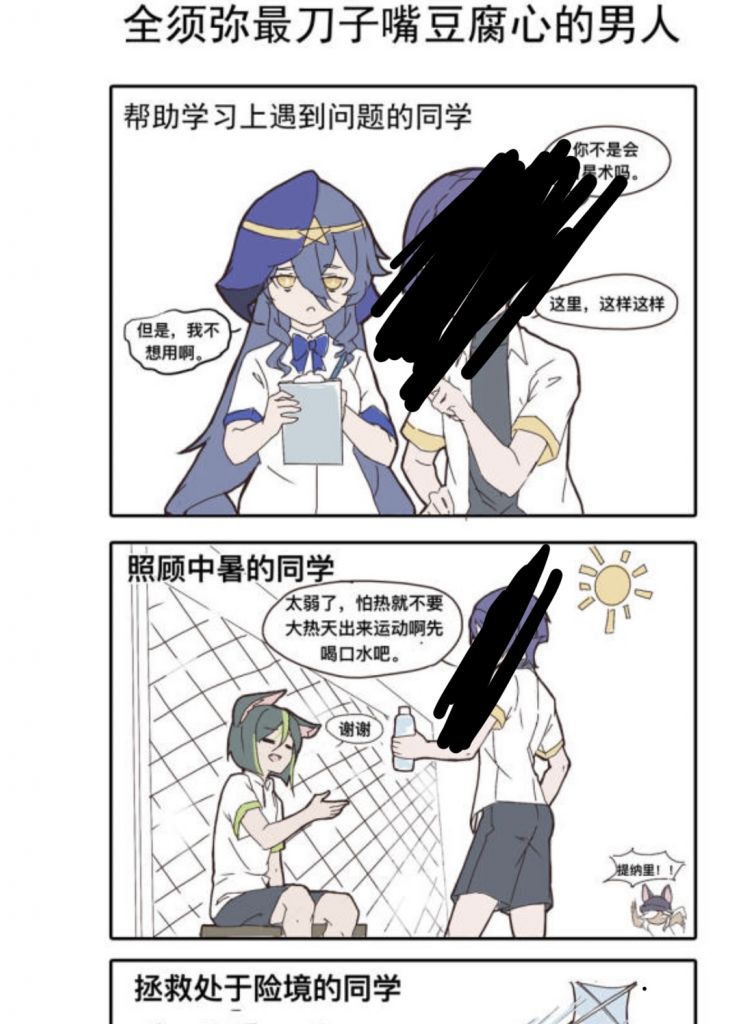 全须弥最刀子嘴豆腐心的男人
帮助学习上遇到问题的同学
你不是会
星术吗。
这里，这样这样
但是，我不
想用啊。
照顾中暑的同学
太弱了，怕热就不要
大热天出来运动啊先
喝口水吧。
谢谢
提纳里！！
拯救处于险境的同学